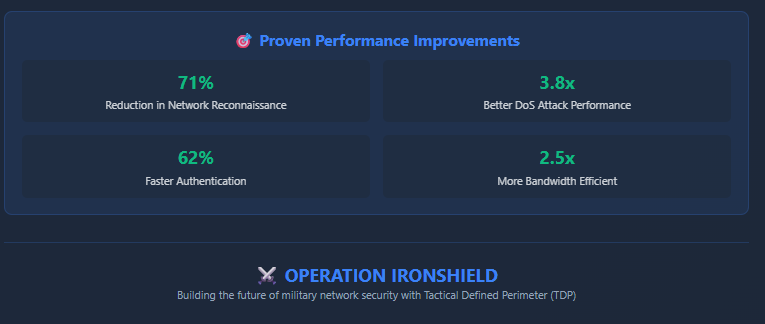 Proven Performance Improvements
71%
Reduction in Network Reconnaissance
3.8x
Better DoS Attack Performance
62%
Faster Authentication
2.5x
More Bandwidth Efficient
OPERATION IRONSHIELD
Building the future of military network security with Tactical Defined Perimeter (TDP)